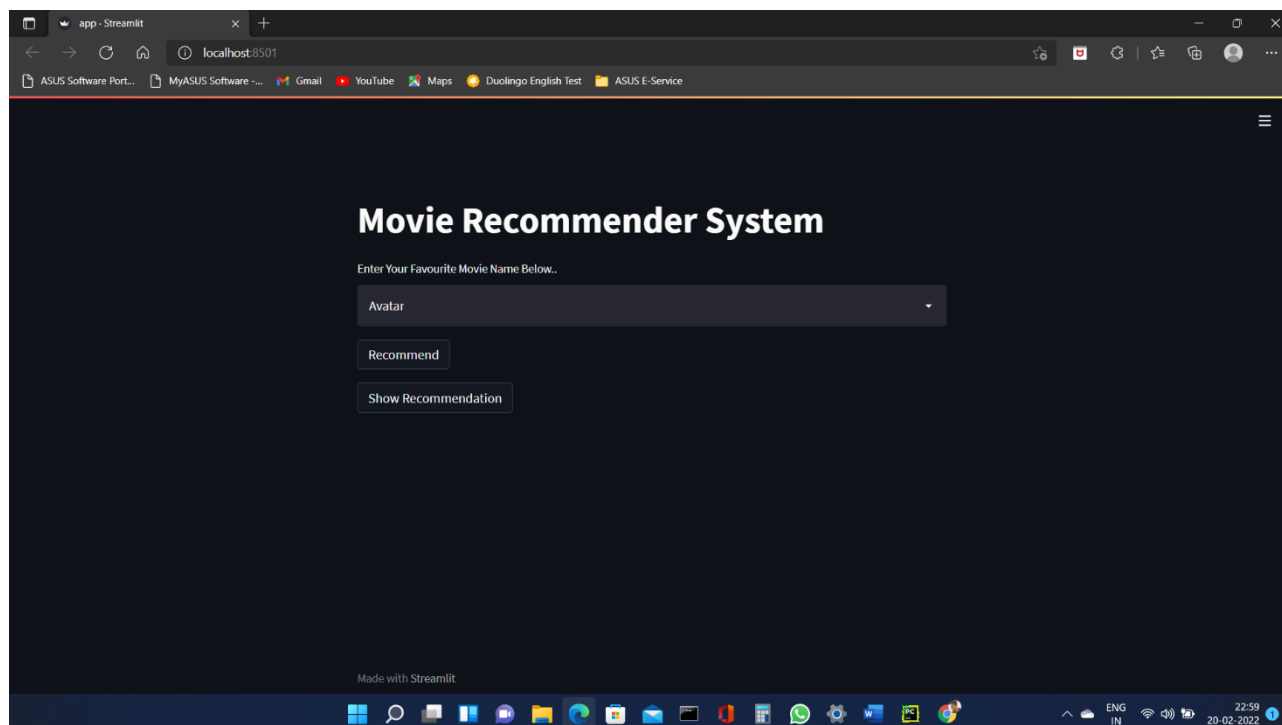 app - Streamlit
localhost:8501
ASUS Software Port... MyASUS Software -... Gmail YouTube Maps Duolingo English Test ASUS E-Service
Movie Recommender System
Enter Your Favourite Movie Name Below..
Avatar
Recommend
Show Recommendation
Made with Streamlit
ENG 22:59
IN 20-02-2022 1